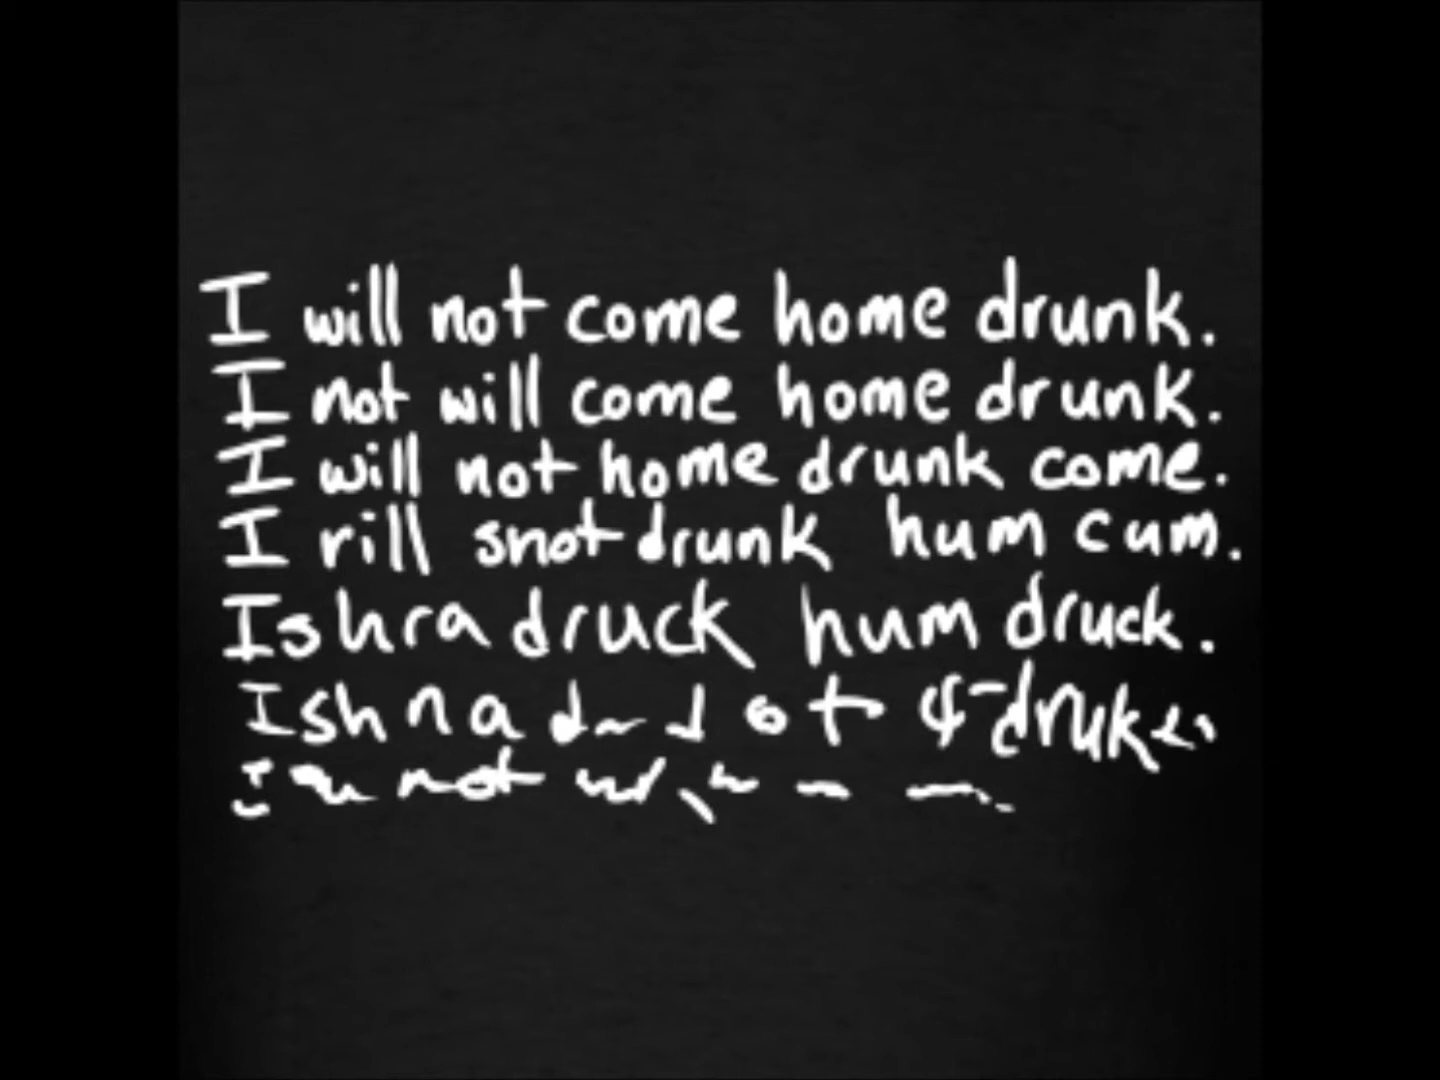 I will not come home drunk.
I not will come home drunk.
I will not home drunk come.
I rill snot drunk hum cum.
Ishra druck hum druck.
Ishna
not